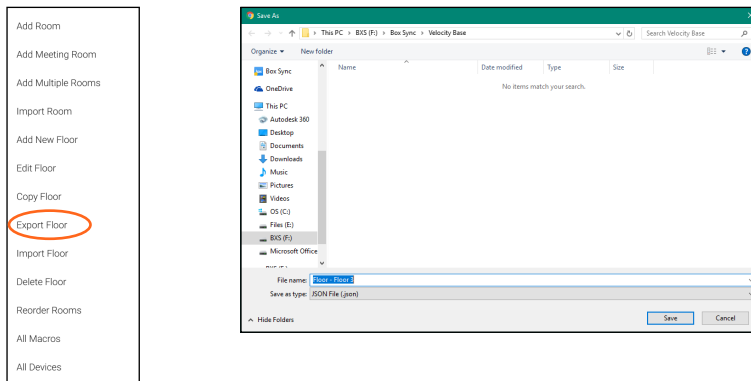 Add Room
Add Meeting Room
Add Multiple Rooms
Import Room
Add New Floor
Edit Floor
Copy Floor
Export Floor
Import Floor
Delete Floor
Reorder Rooms
All Macros
All Devices
Save As
This PC > BXS (F:) > Box Sync > Velocity Base
Search Velocity Base
Organize
New folder
Name
Date modified
Type
Size
No items match your search.
Box Sync
OneDrive
This PC
Autodesk 360
Desktop
Documents
Downloads
Music
Pictures
Videos
OS (C:)
Files (E:)
BXS (F:)
Microsoft Office
File name: Floor - Floor 3
Save as type: JSON File (.json)
Hide Folders
Save
Cancel